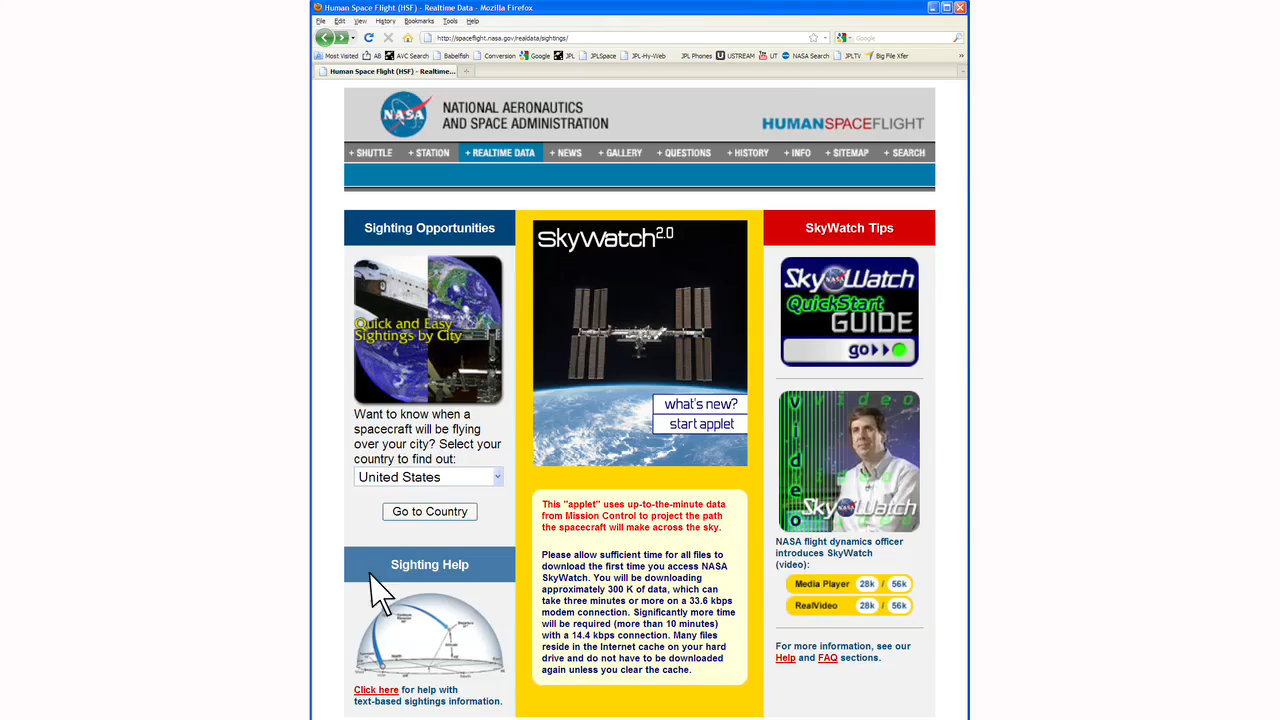 Human Space Flight (HSF) - Realtime Data - Mozilla Firefox
File Edit View History Bookmarks Tools Help
http://spaceflight.nasa.gov/realdata/sightings/
Google
Most Visited AB AVC Search Babelfish Conversion Google JPL JPLSpace JPL-Hy-Web JPL Phones USTREAM UT NASA Search JPLTV Big Pile Xfer
Human Space Flight (HSF) - Realtime...
NASA
NATIONAL AERONAUTICS
AND SPACE ADMINISTRATION
HUMANSPACEFLIGHT
+ SHUTTLE + STATION + REALTIME DATA + NEWS + GALLERY + QUESTIONS + HISTORY + INFO + SITEMAP + SEARCH
Sighting Opportunities
Quick and Easy
Sightings by City
Want to know when a
spacecraft will be flying
over your city? Select your
country to find out:
United States
Go to Country
Sighting Help
Click here for help with
text-based sightings information.
SkyWatch 2.0
what's new?
start applet
This "applet" uses up-to-the-minute data
from Mission Control to project the path
the spacecraft will make across the sky.
Please allow sufficient time for all files to
download the first time you access NASA
SkyWatch. You will be downloading
approximately 300 K of data, which can
take three minutes or more on a 33.6 kbps
modem connection. Significantly more time
will be required (more than 10 minutes)
with a 14.4 kbps connection. Many files
reside in the Internet cache on your hard
drive and do not have to be downloaded
again unless you clear the cache.
SkyWatch Tips
SkyWatch
QuickStart
GUIDE
go
video
video
SkyWatch
NASA flight dynamics officer
introduces SkyWatch
(video):
Media Player 28k / 56k
RealVideo 28k / 56k
For more information, see our
Help and FAQ sections.